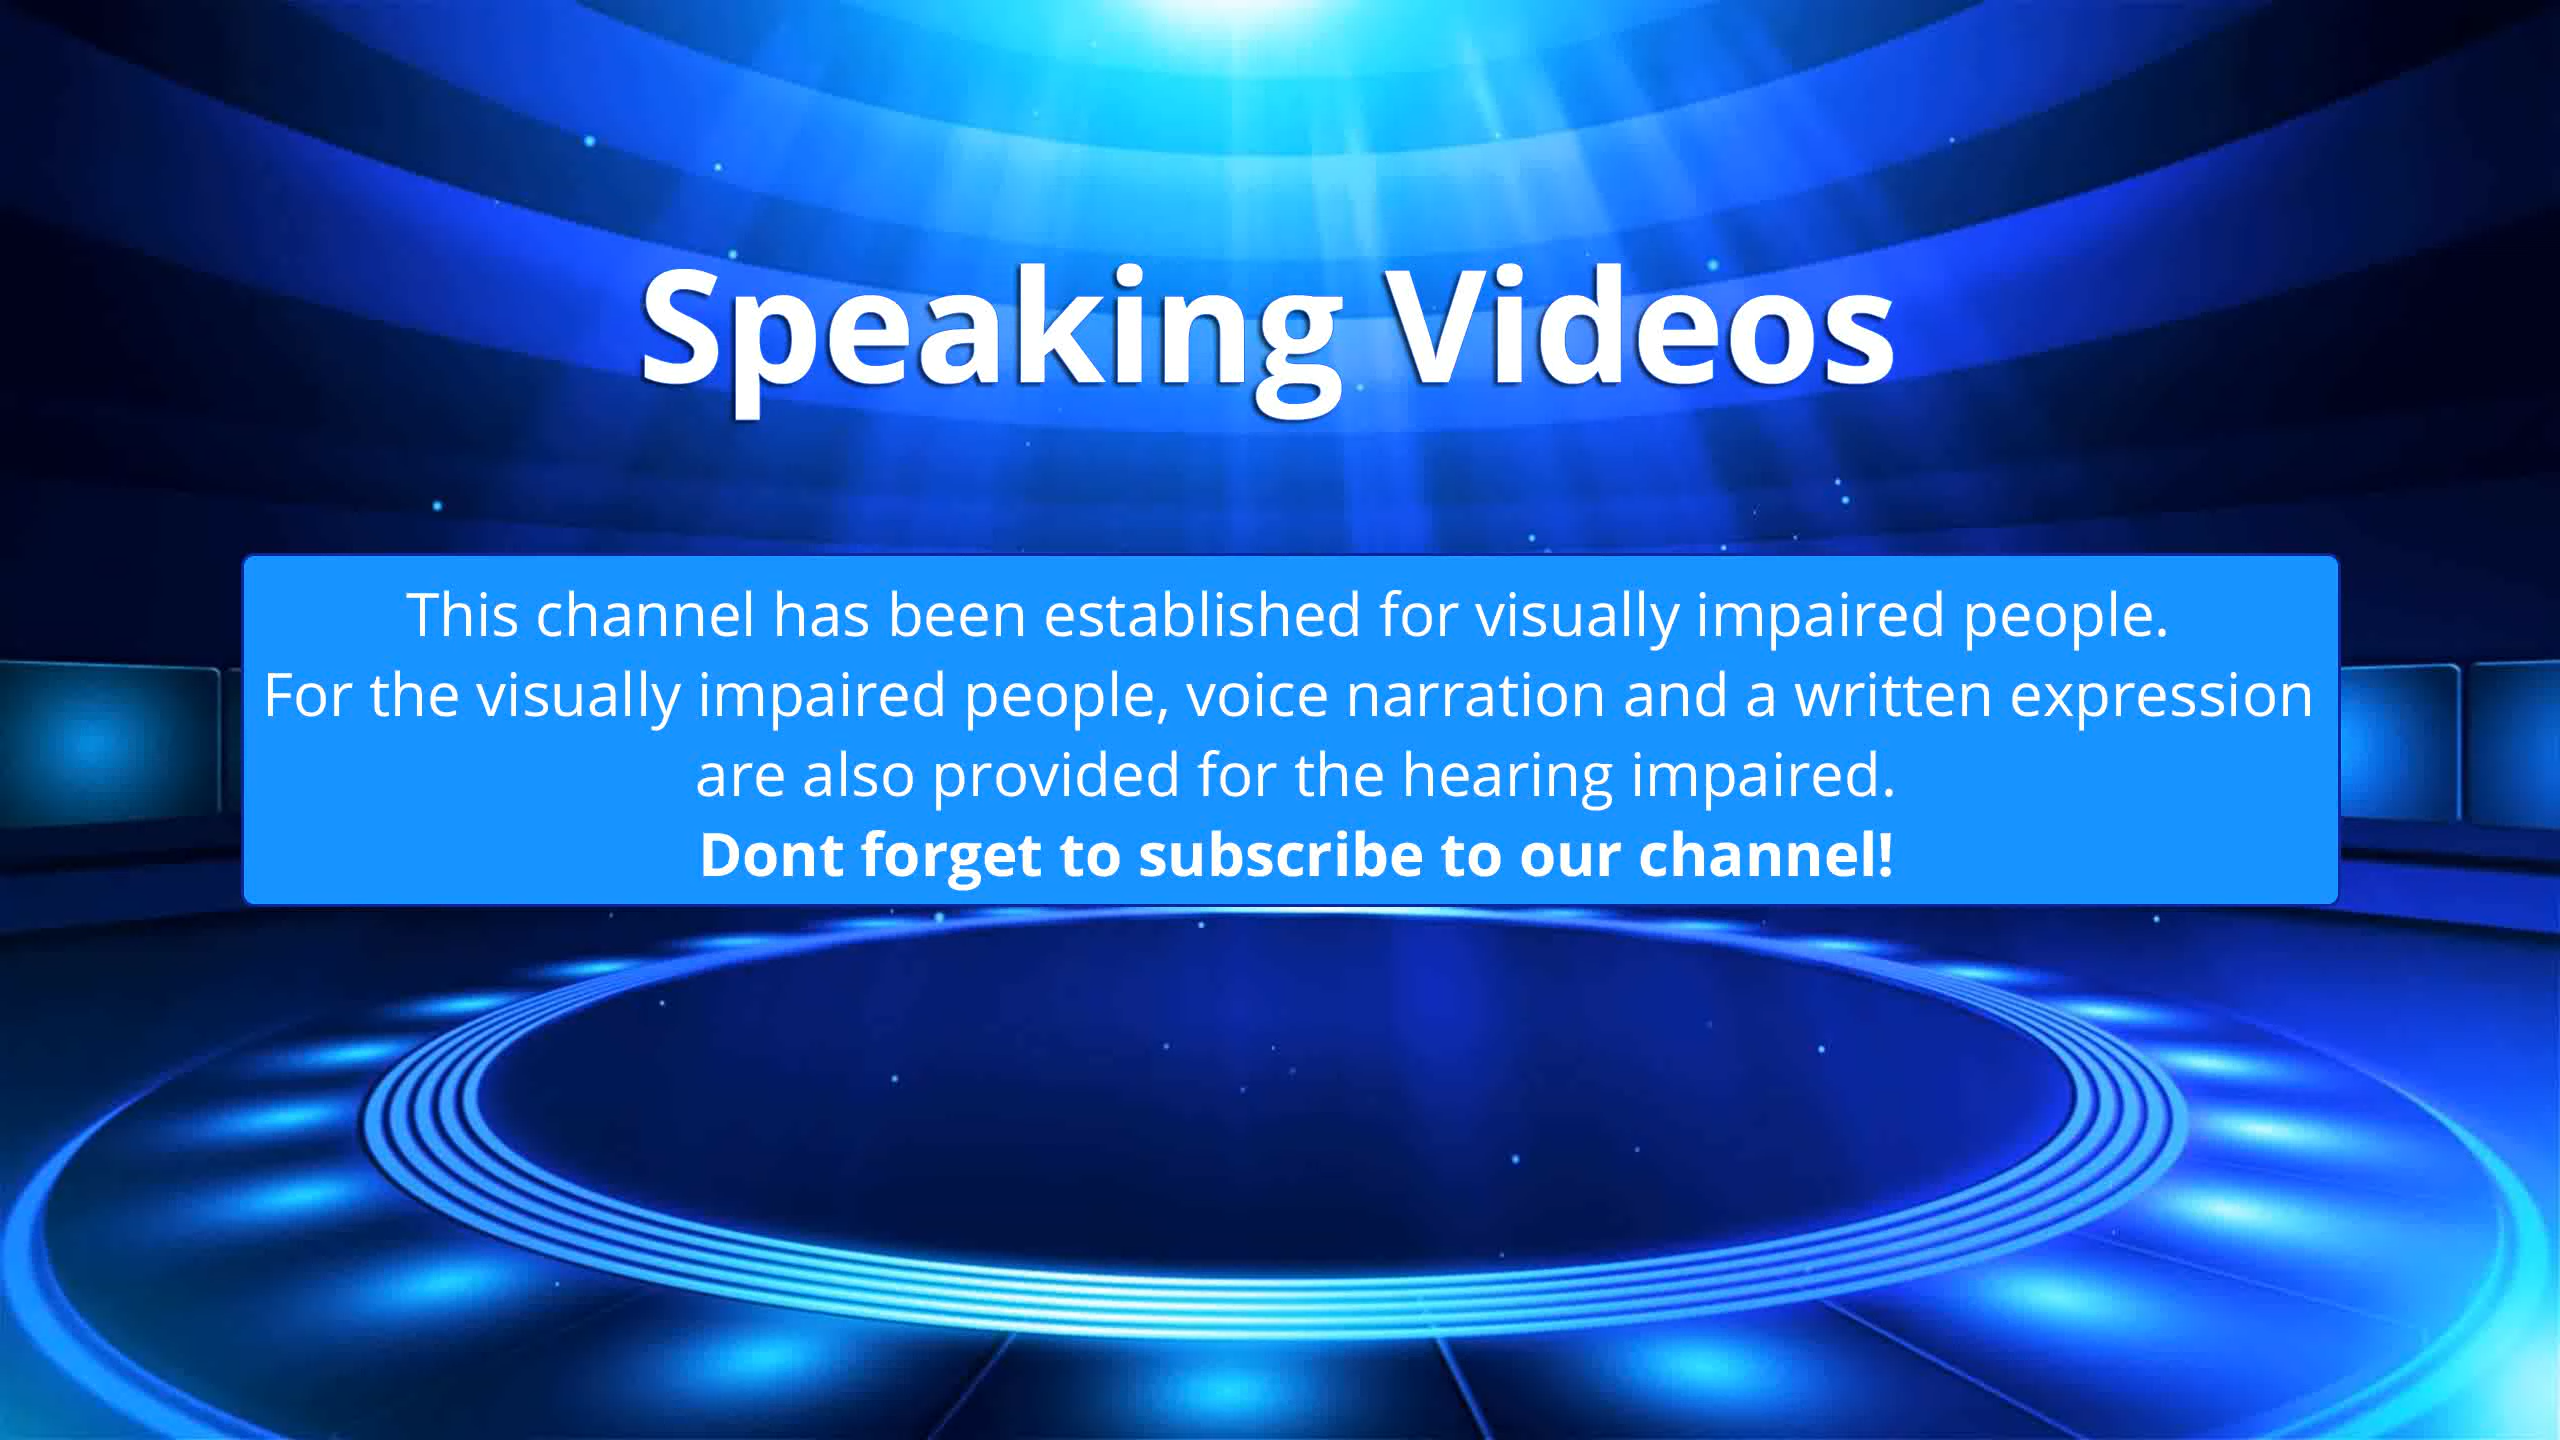 Speaking Videos
This channel has been established for visually impaired people.
For the visually impaired people, voice narration and a written expression
are also provided for the hearing impaired.
Dont forget to subscribe to our channel!